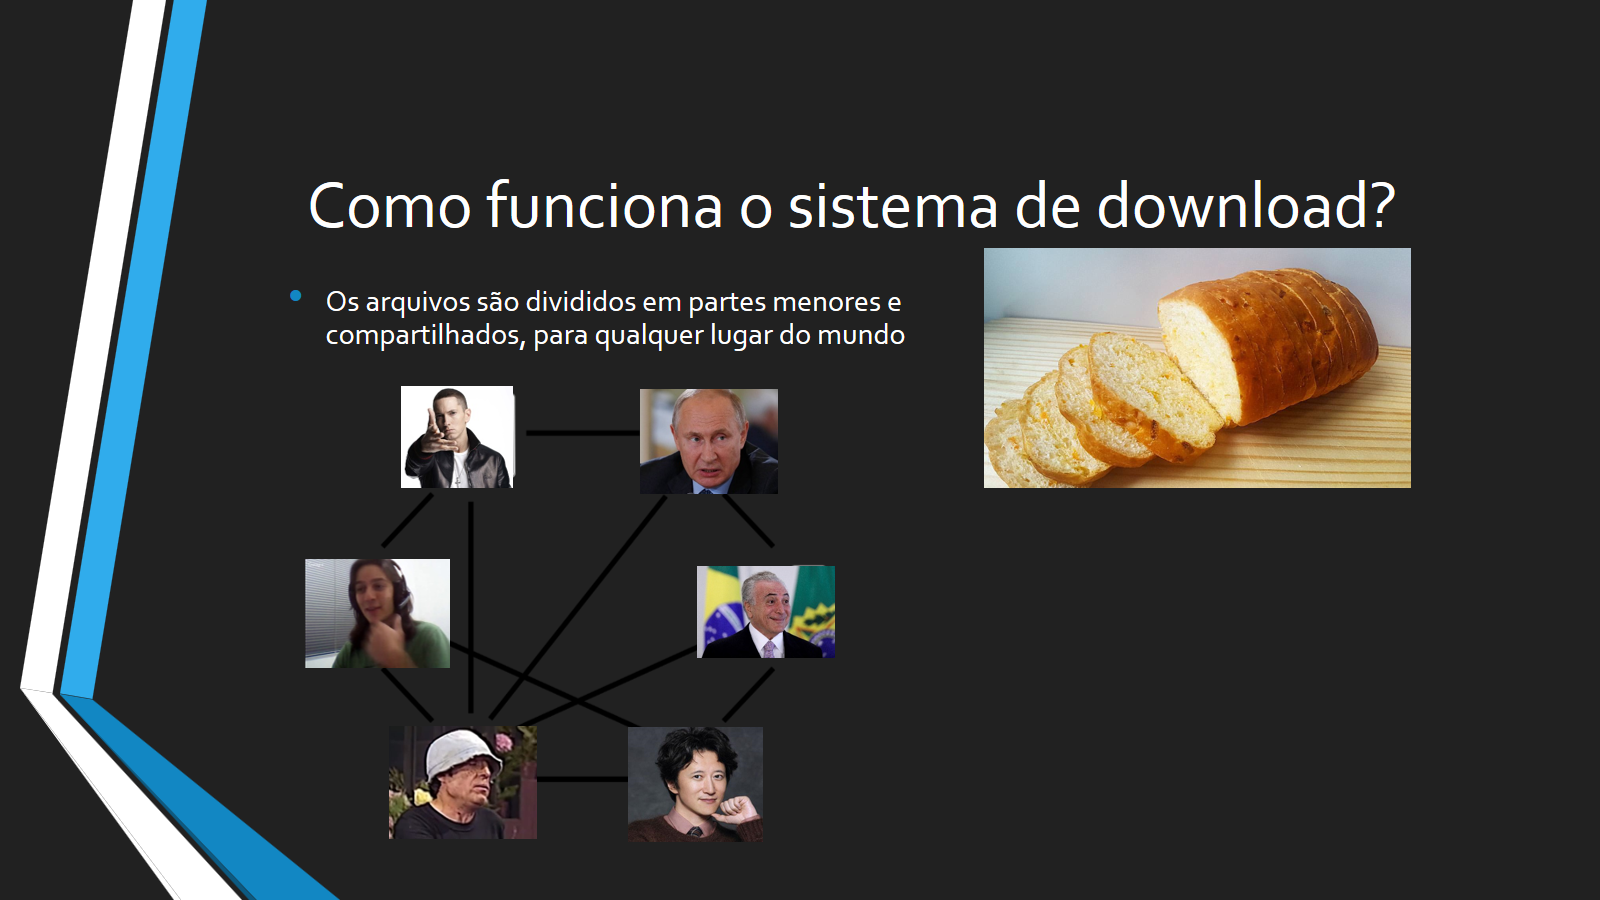 Como funciona o sistema de download?
Os arquivos são divididos em partes menores e
compartilhados, para qualquer lugar do mundo